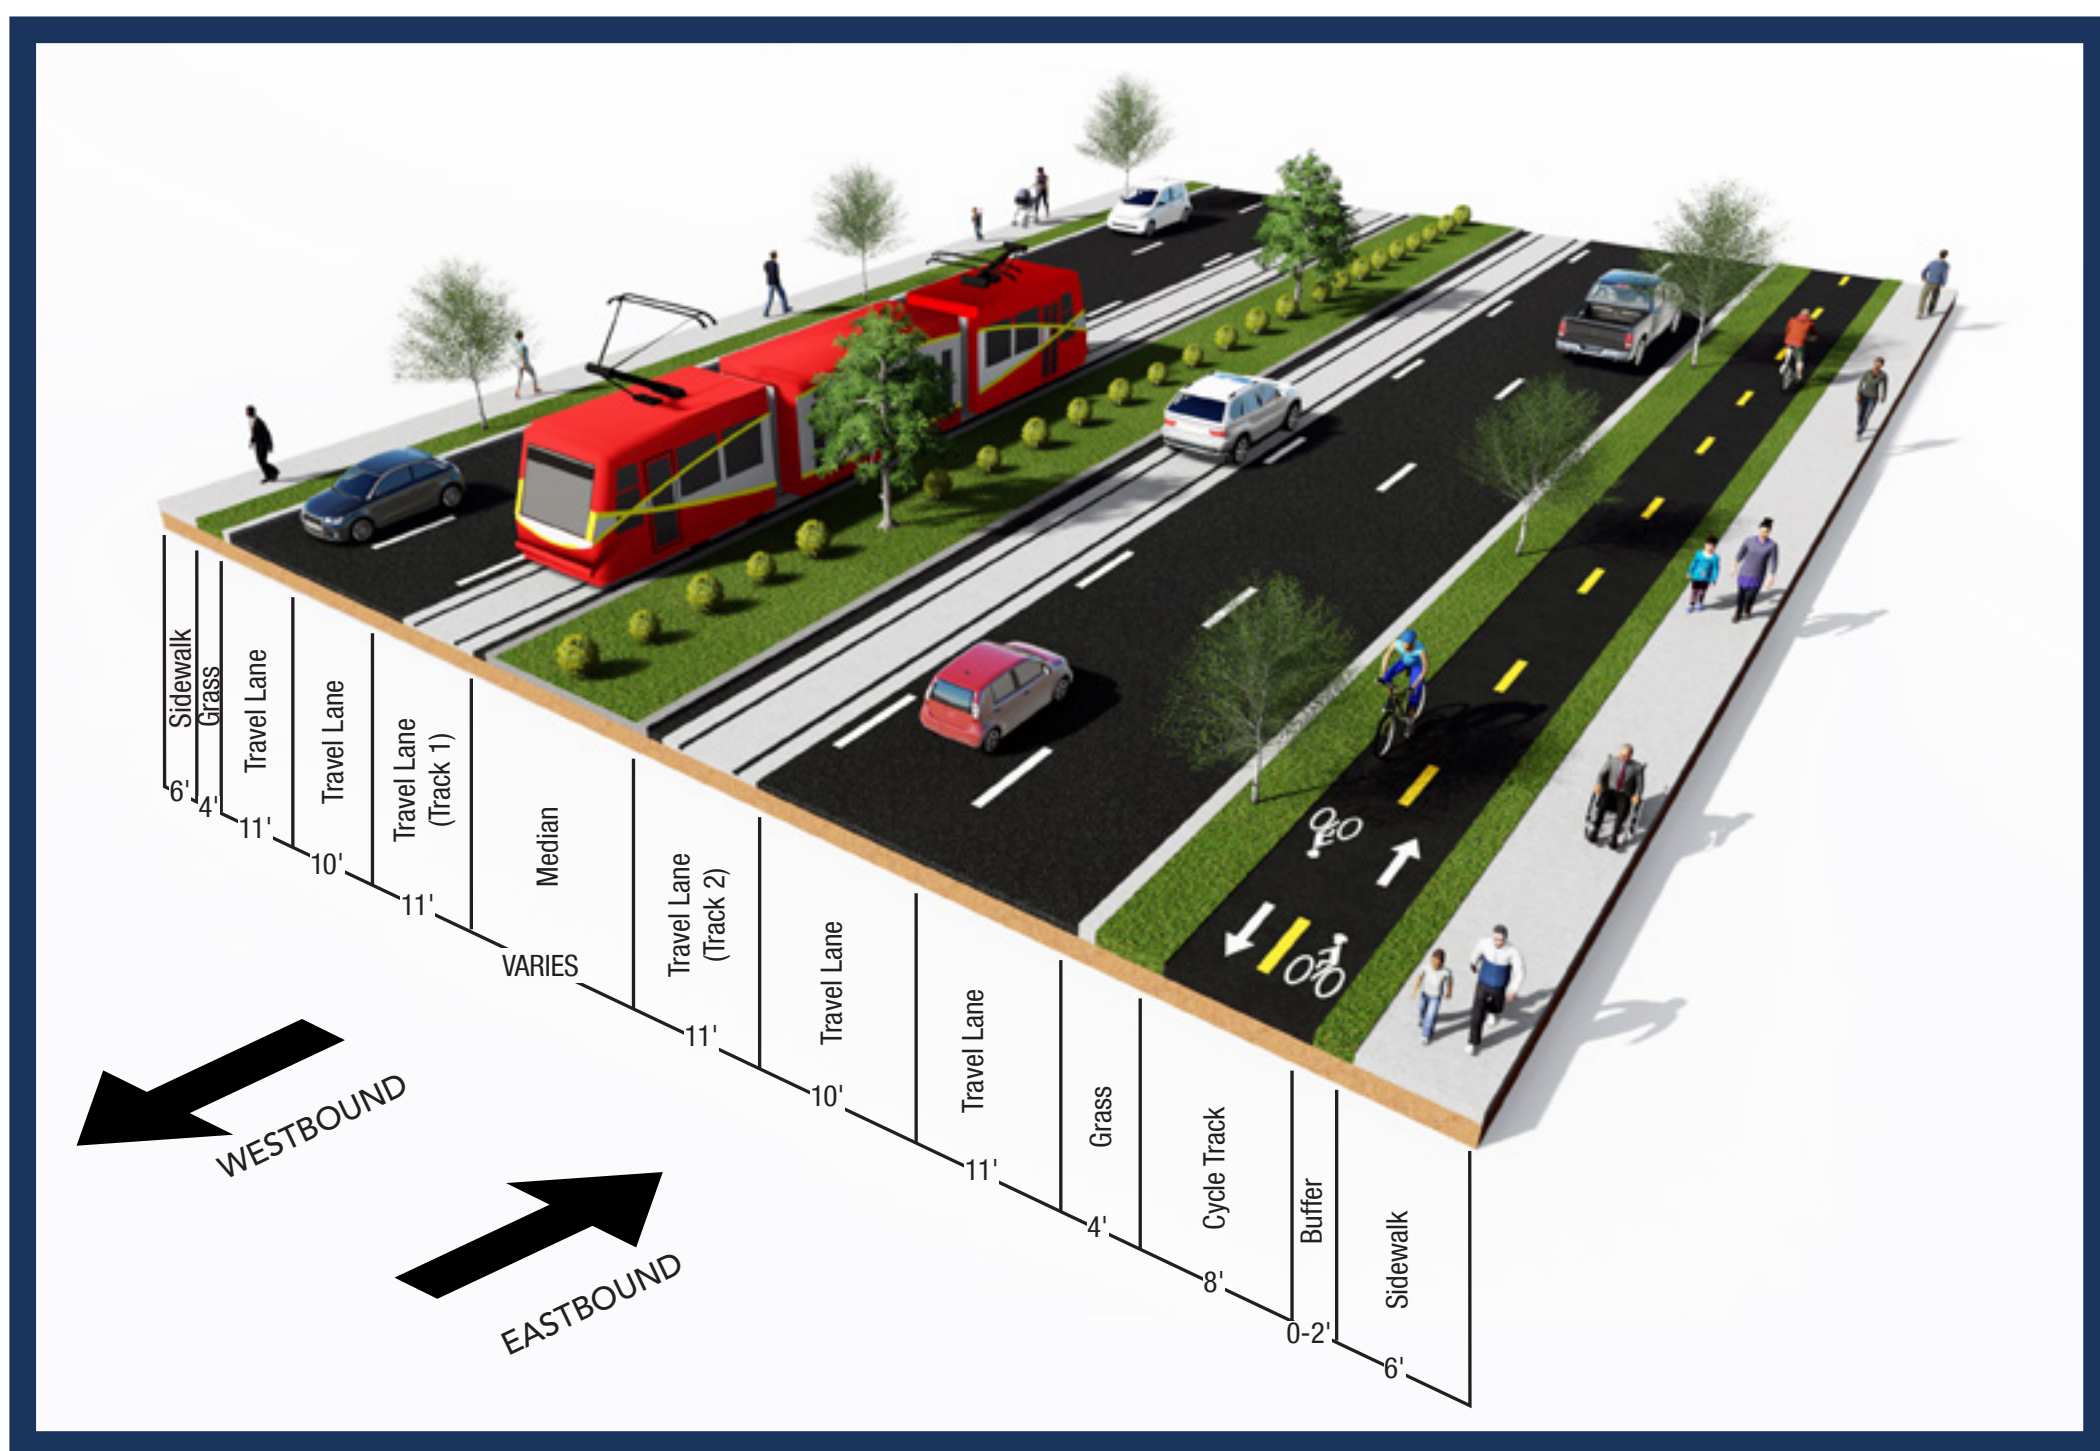 Sidewalk
6'
Grass
4'
Travel Lane
11'
Travel Lane
10'
Travel Lane
(Track 1)
11'
Median
VARIES
Travel Lane
(Track 2)
11'
Travel Lane
10'
Travel Lane
11'
Grass
4'
Cycle Track
8'
Buffer
0-2'
Sidewalk
6'
WESTBOUND
EASTBOUND